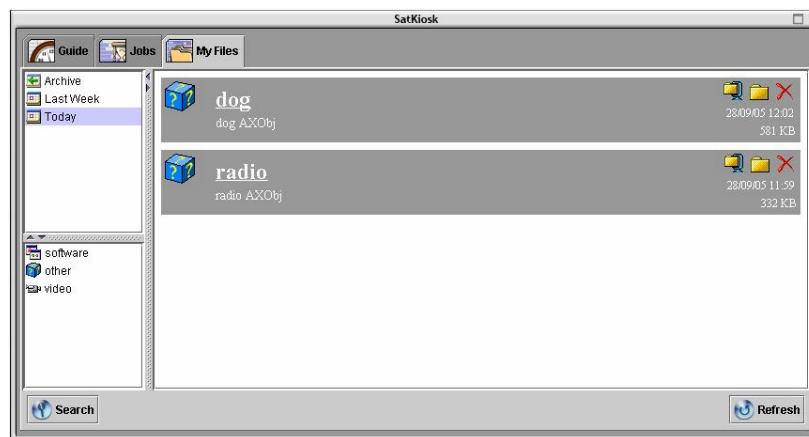 SatKiosk
Guide Jobs My Files
Archive
Last Week
Today
software
other
video
dog
dog AXObj
28/09/05 12:02
581 KB
radio
radio AXObj
28/09/05 11:59
332 KB
Search
Refresh